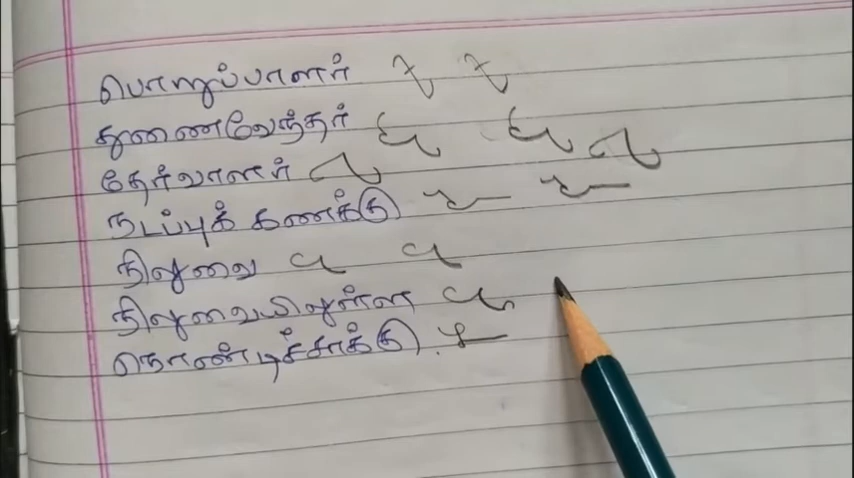 பொறுப்பாளர்
துணைவேந்தர்
தேர்வாளர்
நடப்புக் கணக்கு
நிலுவை
நிலுவையிலுள்ள
நொண்டிச்சாக்கு